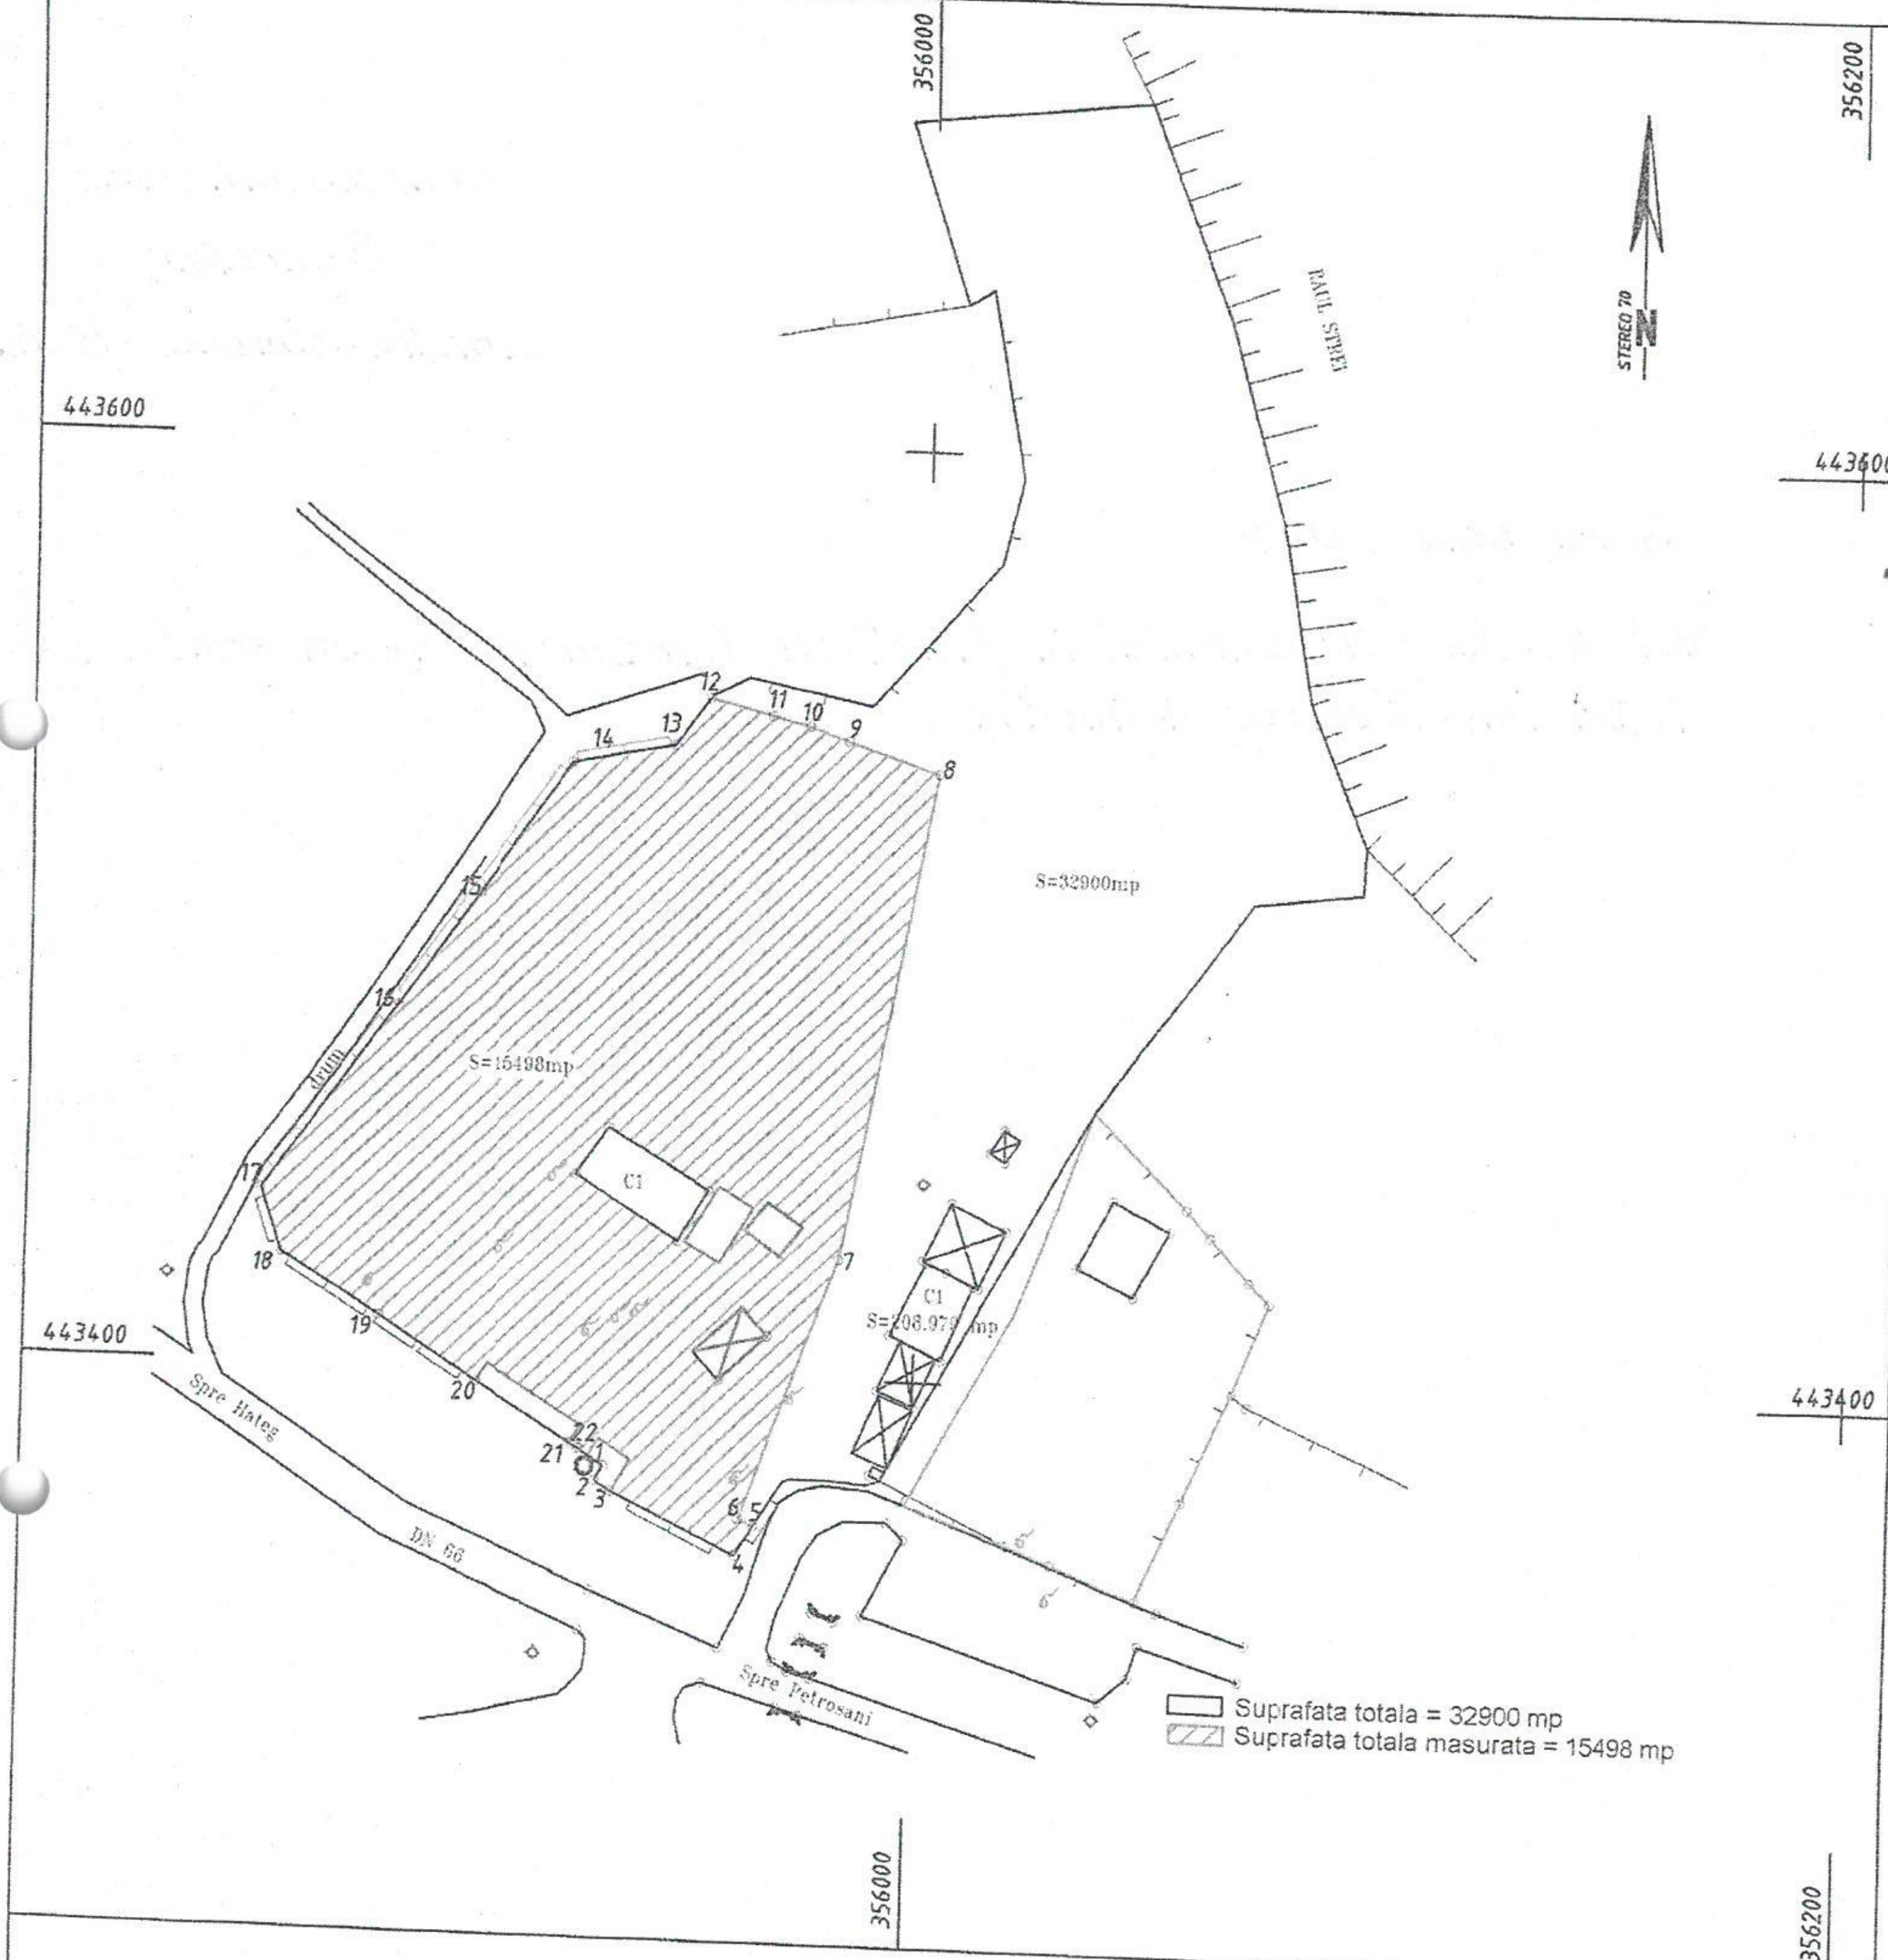 356000
356200
STEREO 70
N
RAUL STREI
443600
443600
12
11
10
9
13
14
8
15
S=32900mp
16
S=15498mp
drum
17
C1
18
7
C1
19
443400
20
Spre Hateg
22
21
1
2
3
6
5
4
443400
DN 66
Spre Petrosani
Suprafata totala = 32900 mp
Suprafata totala masurata = 15498 mp
356000
356200